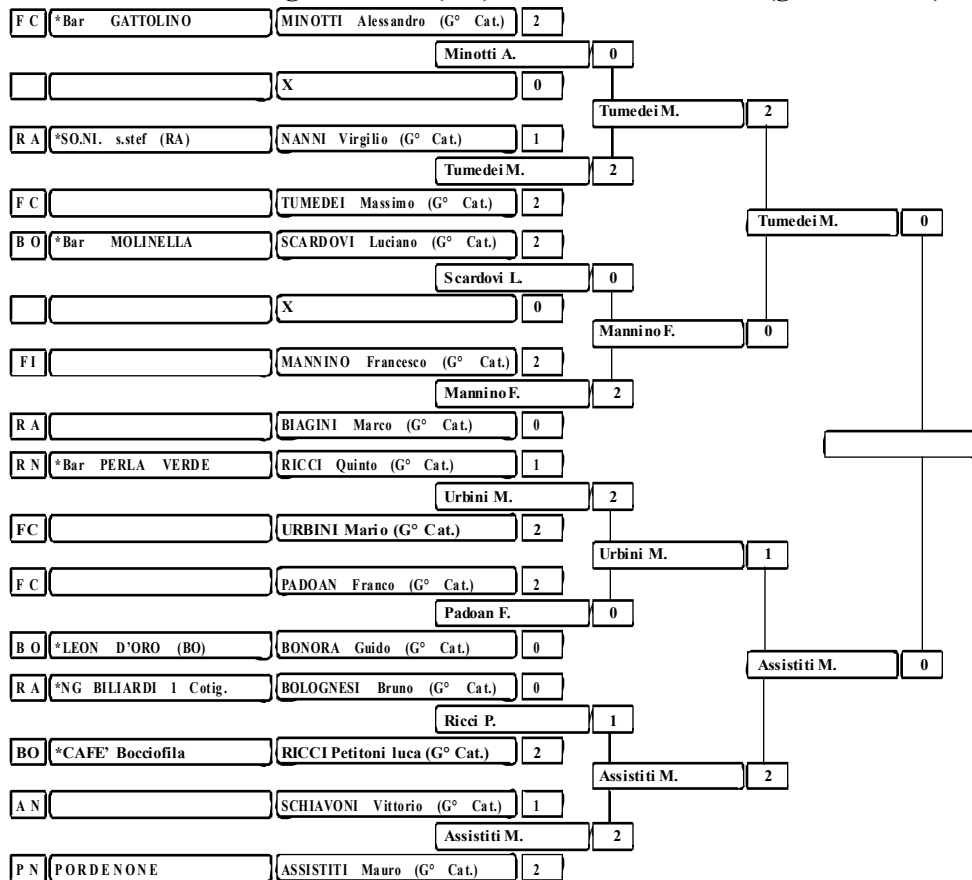 F C *Bar GATTOLINO MINOTTI Alessandro (G° Cat.) 2
Minotti A. 0
X 0
Tumedei M. 2
R A *SO.NI. s.stef (RA) NANNI Virgilio (G° Cat.) 1
Tumedei M. 2
F C TUMEDEI Massimo (G° Cat.) 2
Tumedei M. 0
B O *Bar MOLINELLA SCARDOVI Luciano (G° Cat.) 2
Scardovi L. 0
X 0
Mannino F. 0
FI MANNINO Francesco (G° Cat.) 2
Mannino F. 2
R A BIAGINI Marco (G° Cat.) 0
R N *Bar PERLA VERDE RICCI Quinto (G° Cat.) 1
Urbini M. 2
FC URBINI Mario (G° Cat.) 2
Urbini M. 1
F C PADOAN Franco (G° Cat.) 2
Padoan F. 0
B O *LEON D'ORO (BO) BONORA Guido (G° Cat.) 0
Assistiti M. 0
R A *NG BILIARDI 1 Cotig. BOLOGNESI Bruno (G° Cat.) 0
Ricci P. 1
BO *CAFE' Bocciofila RICCI Petitoni luca (G° Cat.) 2
Assistiti M. 2
A N SCHIAVONI Vittorio (G° Cat.) 1
Assistiti M. 2
P N PORDENONE ASSISTITI Mauro (G° Cat.) 2